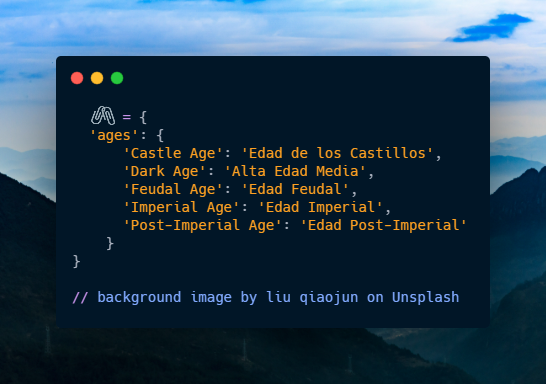 🖇️ = {
'ages': {
'Castle Age': 'Edad de los Castillos',
'Dark Age': 'Alta Edad Media',
'Feudal Age': 'Edad Feudal',
'Imperial Age': 'Edad Imperial',
'Post-Imperial Age': 'Edad Post-Imperial'
}
}
// background image by liu qiaojun on Unsplash